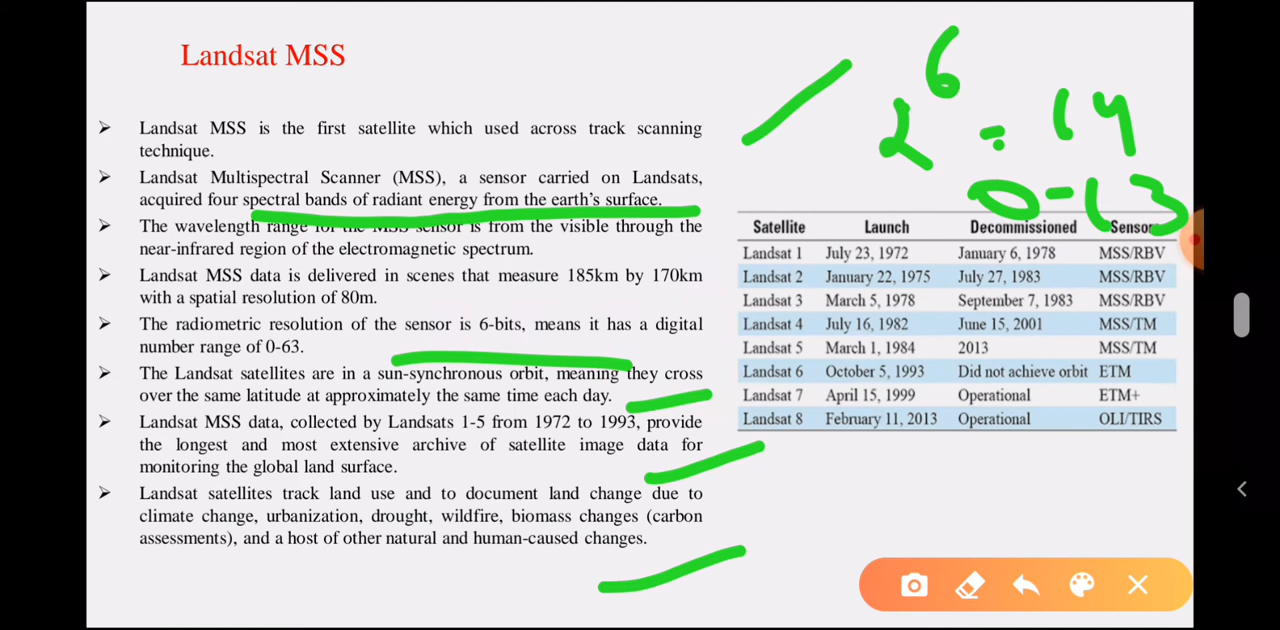 Landsat MSS
➢ Landsat MSS is the first satellite which used across track scanning
technique.
➢ Landsat Multispectral Scanner (MSS), a sensor carried on Landsats,
acquired four spectral bands of radiant energy from the earth's surface.
➢ The wavelength range for the MSS sensor is from the visible through the
near-infrared region of the electromagnetic spectrum.
➢ Landsat MSS data is delivered in scenes that measure 185km by 170km
with a spatial resolution of 80m.
➢ The radiometric resolution of the sensor is 6-bits, means it has a digital
number range of 0-63.
➢ The Landsat satellites are in a sun-synchronous orbit, meaning they cross
over the same latitude at approximately the same time each day.
➢ Landsat MSS data, collected by Landsats 1-5 from 1972 to 1993, provide
the longest and most extensive archive of satellite image data for
monitoring the global land surface.
➢ Landsat satellites track land use and to document land change due to
climate change, urbanization, drought, wildfire, biomass changes (carbon
assessments), and a host of other natural and human-caused changes.
2 6 = 64
0-63
Satellite Launch Decommissioned Sensor
Landsat 1 July 23, 1972 January 6, 1978 MSS/RBV
Landsat 2 January 22, 1975 July 27, 1983 MSS/RBV
Landsat 3 March 5, 1978 September 7, 1983 MSS/RBV
Landsat 4 July 16, 1982 June 15, 2001 MSS/TM
Landsat 5 March 1, 1984 2013 MSS/TM
Landsat 6 October 5, 1993 Did not achieve orbit ETM
Landsat 7 April 15, 1999 Operational ETM+
Landsat 8 February 11, 2013 Operational OLI/TIRS